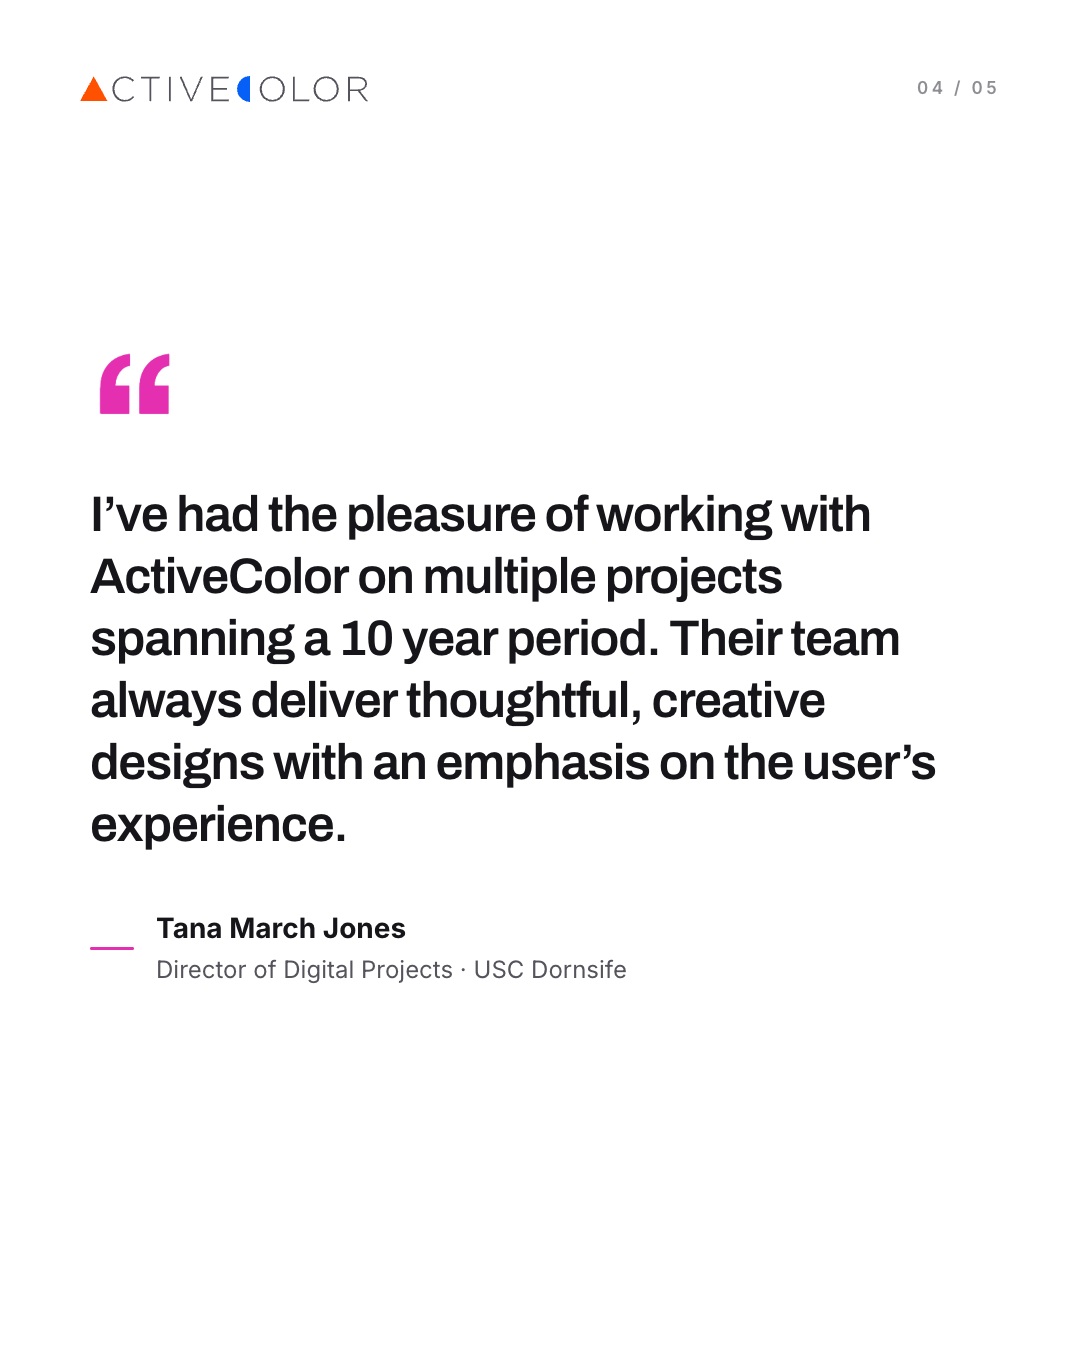 ACTIVECOLOR
04 / 05
“
I’ve had the pleasure of working with
ActiveColor on multiple projects
spanning a 10 year period. Their team
always deliver thoughtful, creative
designs with an emphasis on the user’s
experience.
Tana March Jones
Director of Digital Projects · USC Dornsife